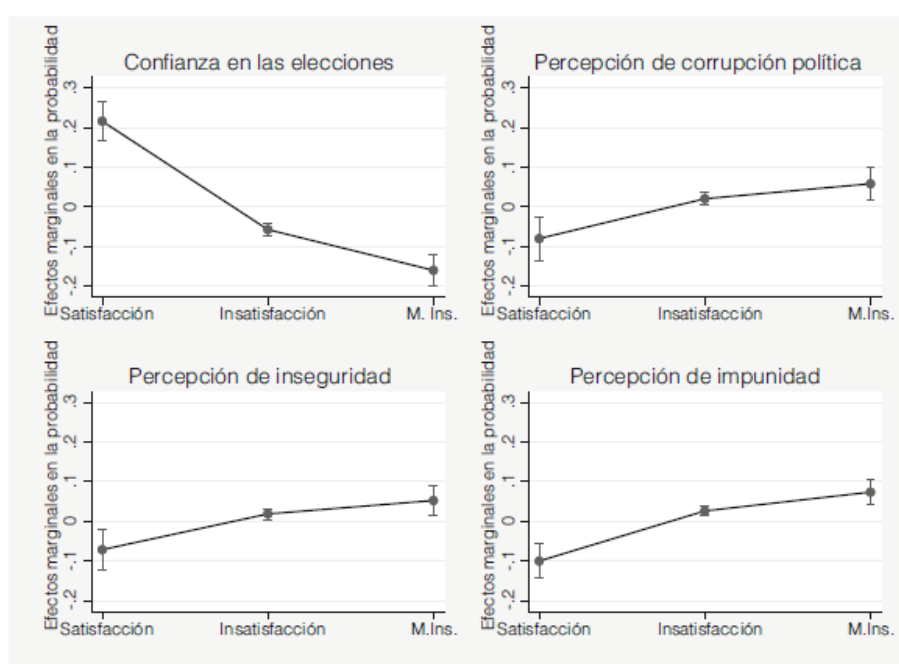 Confianza en las elecciones
Efectos marginales en la probabilidad
.3
.2
.1
0
-.1
-.2
Satisfacción Insatisfacción M. Ins.
Percepción de corrupción política
Efectos marginales en la probabilidad
.3
.2
.1
0
-.1
-.2
Satisfacción Insatisfacción M.Ins.
Percepción de inseguridad
Efectos marginales en la probabilidad
.3
.2
.1
0
-.1
-.2
Satisfacción Insatisfacción M.Ins.
Percepción de impunidad
Efectos marginales en la probabilidad
.3
.2
.1
0
-.1
-.2
Satisfacción Insatisfacción M.Ins.